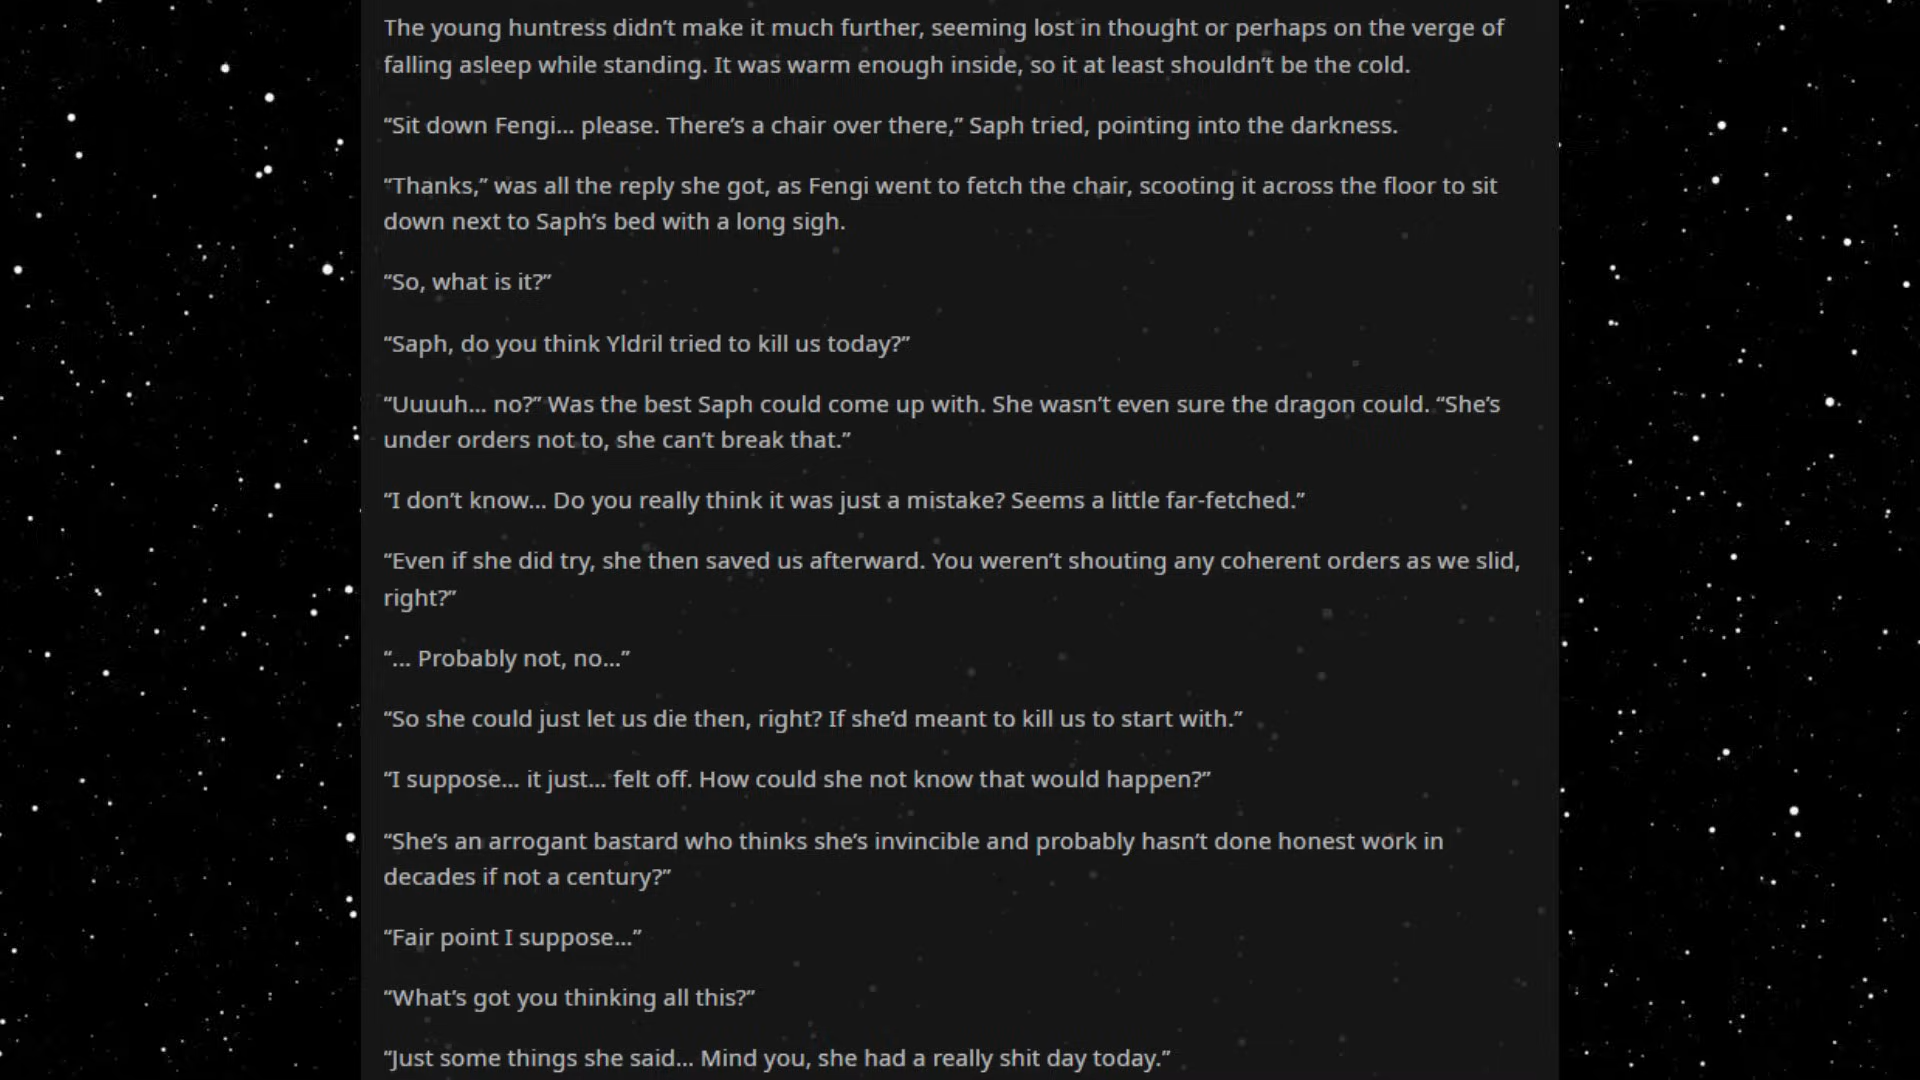 The young huntress didn’t make it much further, seeming lost in thought or perhaps on the verge of
falling asleep while standing. It was warm enough inside, so it at least shouldn’t be the cold.
“Sit down Fengi… please. There’s a chair over there,” Saph tried, pointing into the darkness.
“Thanks,” was all the reply she got, as Fengi went to fetch the chair, scooting it across the floor to sit
down next to Saph’s bed with a long sigh.
“So, what is it?”
“Saph, do you think Yldril tried to kill us today?”
“Uuuuh… no?” Was the best Saph could come up with. She wasn’t even sure the dragon could. “She’s
under orders not to, she can’t break that.”
“I don’t know… Do you really think it was just a mistake? Seems a little far-fetched.”
“Even if she did try, she then saved us afterward. You weren’t shouting any coherent orders as we slid,
right?”
“… Probably not, no…”
“So she could just let us die then, right? If she’d meant to kill us to start with.”
“I suppose… it just… felt off. How could she not know that would happen?”
“She’s an arrogant bastard who thinks she’s invincible and probably hasn’t done honest work in
decades if not a century?”
“Fair point I suppose…”
“What’s got you thinking all this?”
“Just some things she said… Mind you, she had a really shit day today.”